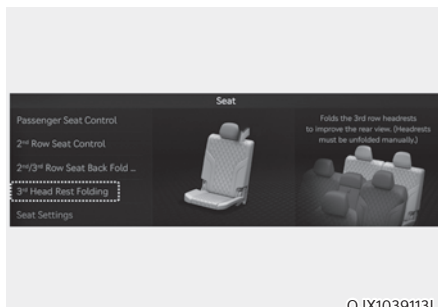 Seat
Passenger Seat Control
2nd Row Seat Control
2nd/3rd Row Seat Back Fold ...
3rd Head Rest Folding
Seat Settings
Folds the 3rd row headrests
to improve the rear view. (Headrests
must be unfolded manually.)